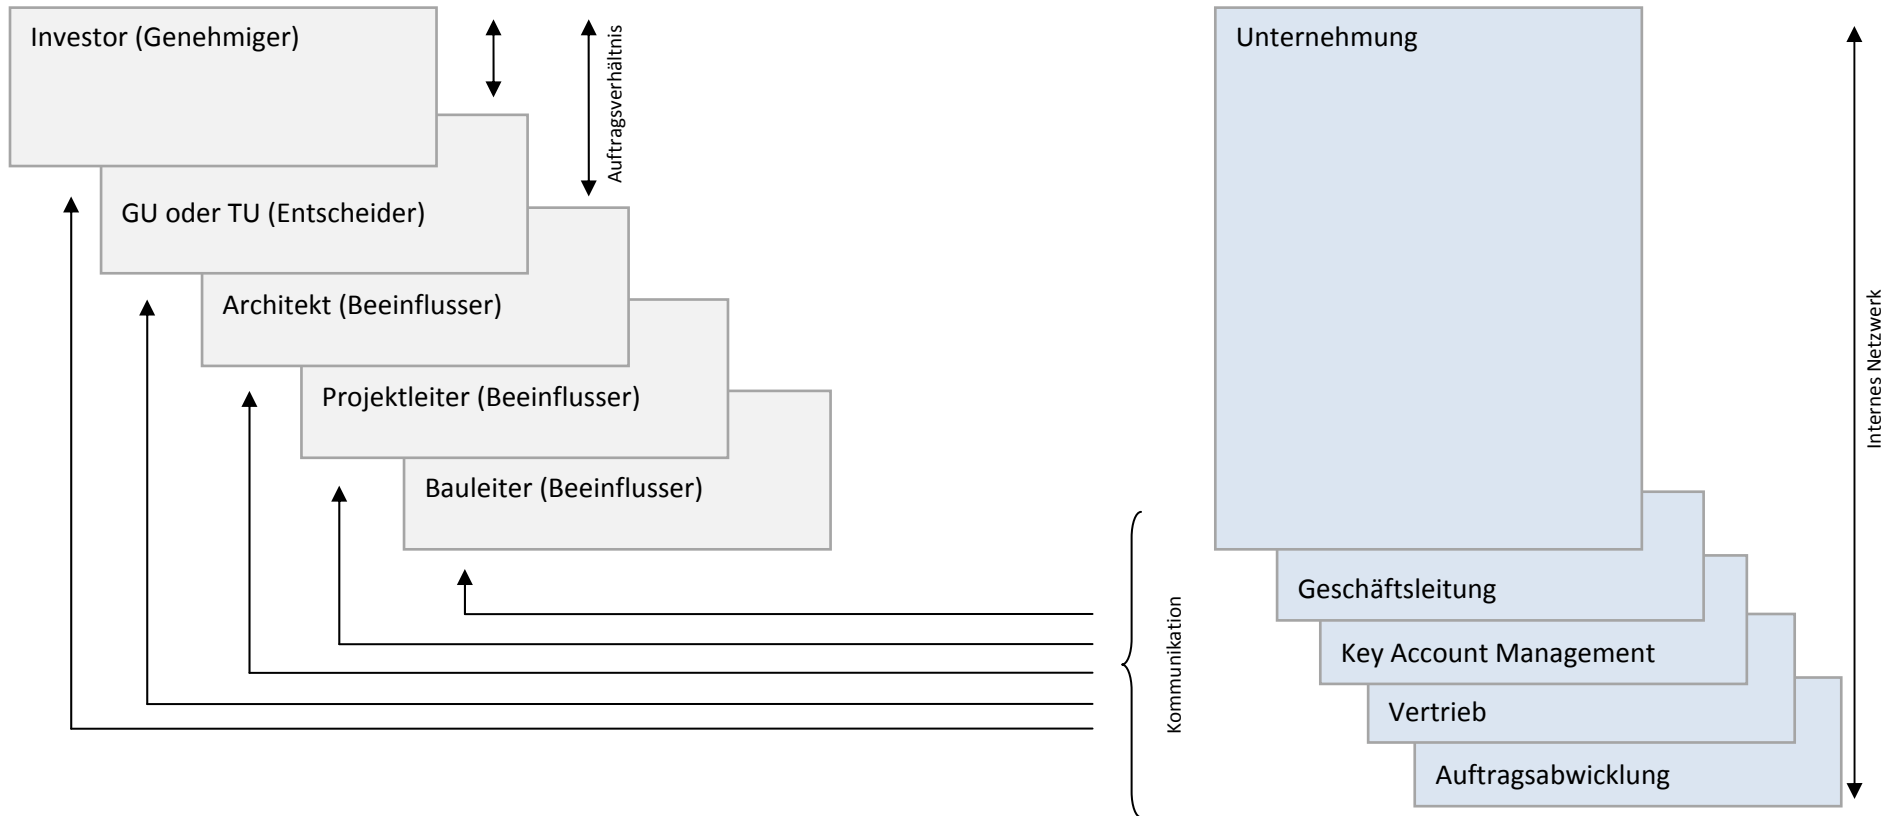 Investor (Genehmiger)
GU oder TU (Entscheider)
Architekt (Beeinflusser)
Projektleiter (Beeinflusser)
Bauleiter (Beeinflusser)
Auftragsverhältnis
Kommunikation
Unternehmung
Geschäftsleitung
Key Account Management
Vertrieb
Auftragsabwicklung
Internes Netzwerk